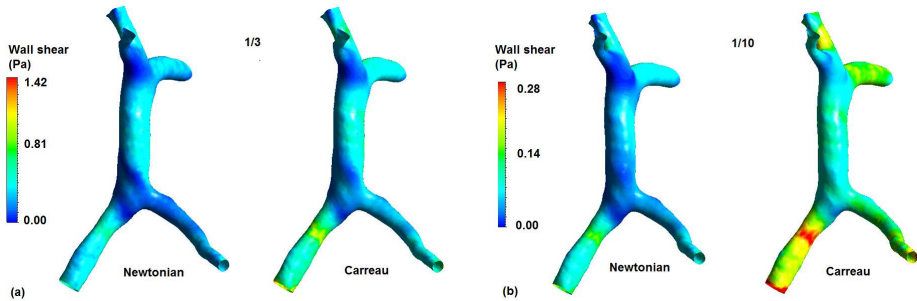 1/3
Wall shear
(Pa)
1.42
0.81
0.00
Newtonian
Carreau
(a)
1/10
Wall shear
(Pa)
0.28
0.14
0.00
Newtonian
Carreau
(b)